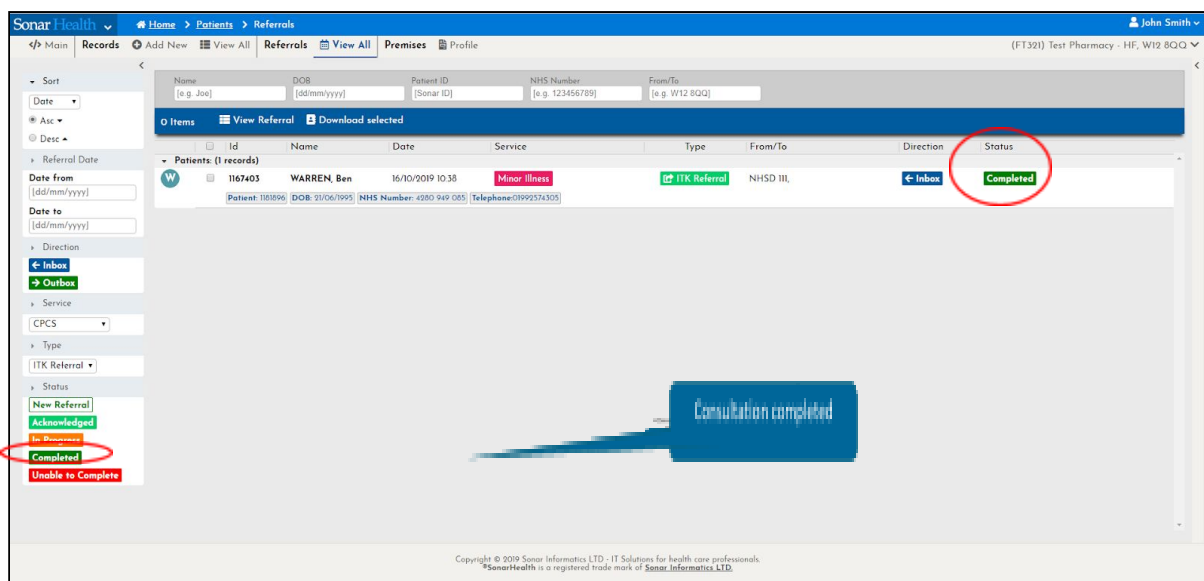 Sonar Health Home > Patients > Referrals John Smith
</> Main Records Add New View All Referrals View All Premises Profile (FT321) Test Pharmacy - HF, W12 8QQ
Sort
Date
Asc
Desc
Referral Date
Date from
[dd/mm/yyyy]
Date to
[dd/mm/yyyy]
Direction
← Inbox
→ Outbox
Service
CPCS
Type
ITK Referral
Status
New Referral
Acknowledged
In Progress
Completed
Unable to Complete
Name DOB Patient ID NHS Number From/To
[e.g. Joe] [dd/mm/yyyy] [Sonar ID] [e.g. 123456789] [e.g. W12 8QQ]
0 Items View Referral Download selected
Id Name Date Service Type From/To Direction Status
Patients: (1 records)
W 1167403 WARREN, Ben 16/10/2019 10:38 Minor Illness ITK Referral NHSD 111, ← Inbox Completed
Patient: 1181896 DOB: 21/06/1995 NHS Number: 4280 949 085 Telephone:01992574305
Consultation completed
Copyright © 2019 Sonar Informatics LTD - IT Solutions for health care professionals.
®SonarHealth is a registered trade mark of Sonar Informatics LTD.